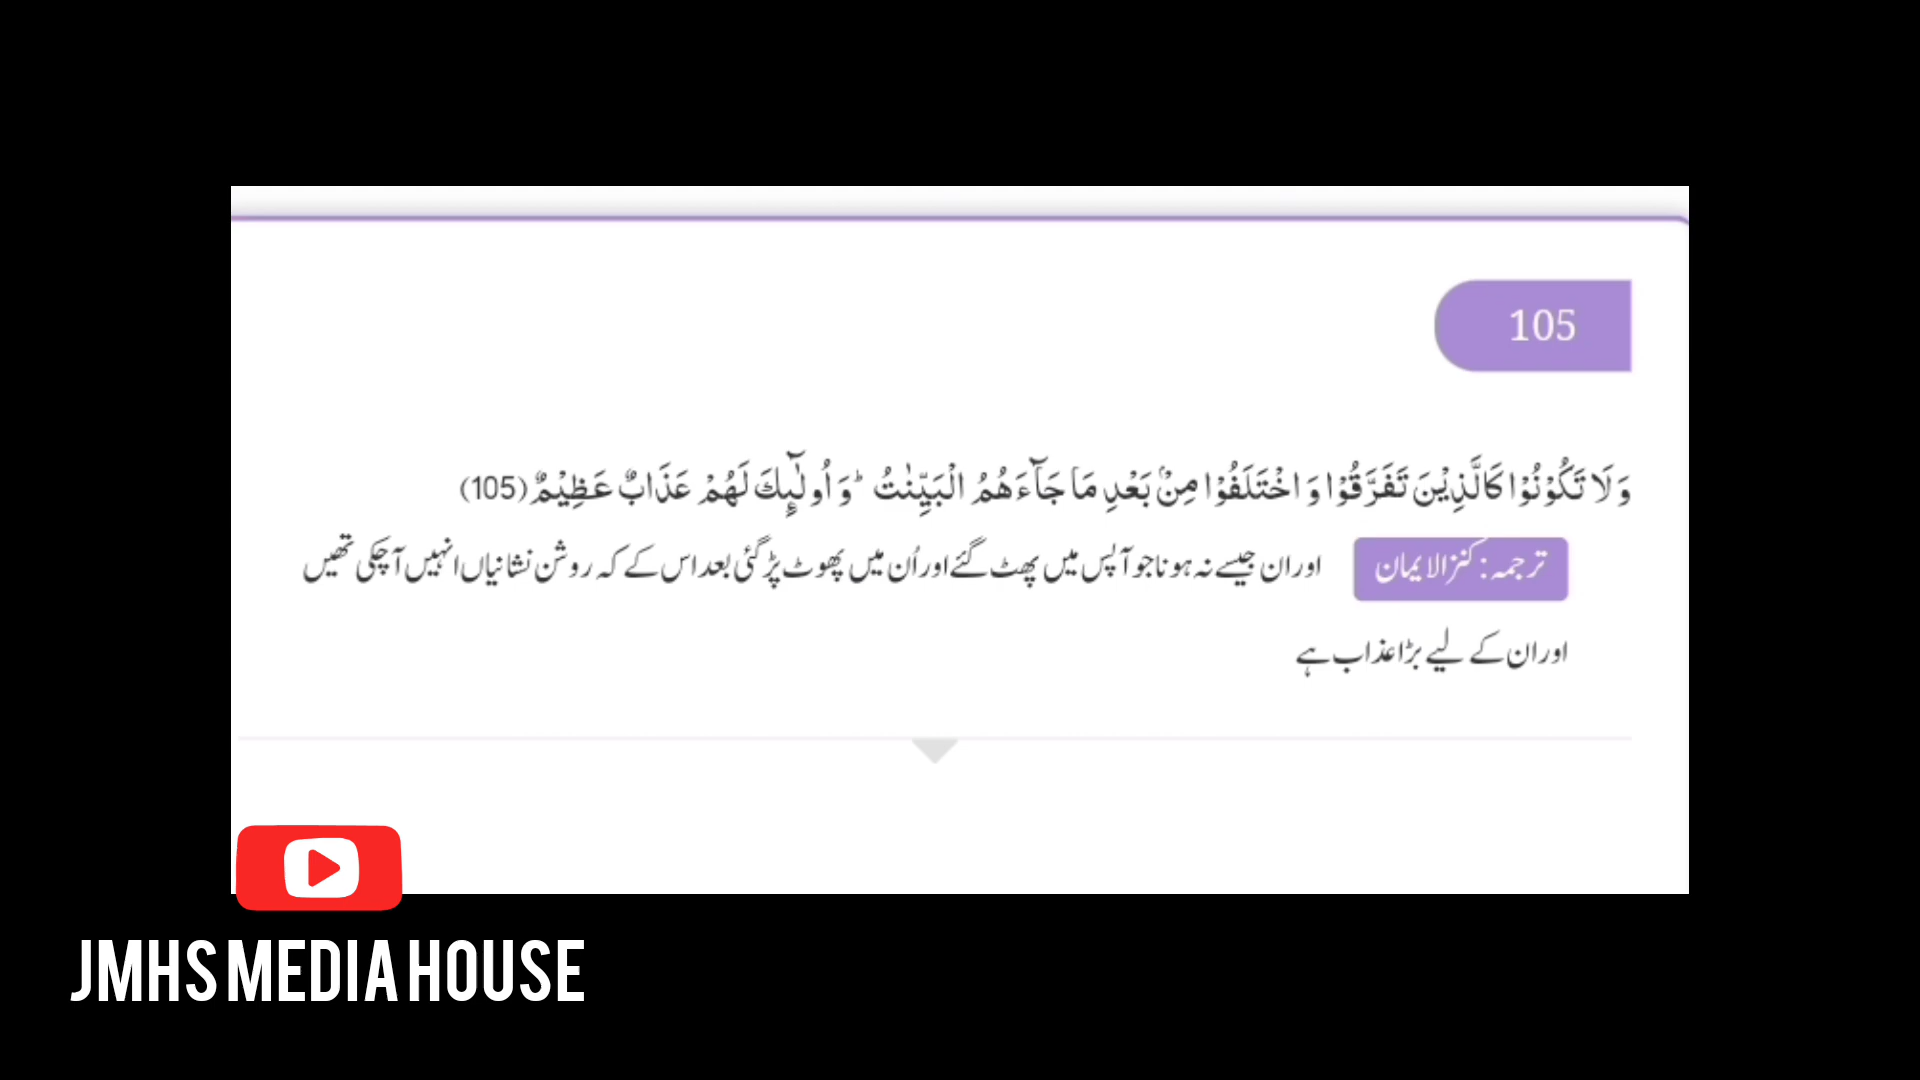 105
وَ لَا تَكُوْنُوْا كَالَّذِیْنَ تَفَرَّقُوْا وَ اخْتَلَفُوْا مِنْۢ بَعْدِ مَا جَآءَهُمُ الْبَیِّنٰتُؕ-وَ اُولٰٓىٕكَ لَهُمْ عَذَابٌ عَظِیْمٌ(105)
ترجمہ: کنزالایمان اور ان جیسے نہ ہونا جو آپس میں پھٹ گئے اور اُن میں پھوٹ پڑگئی بعد اس کے کہ روشن نشانیاں انہیں آچکی تھیں
اور ان کے لیے بڑا عذاب ہے
JMHS MEDIA HOUSE